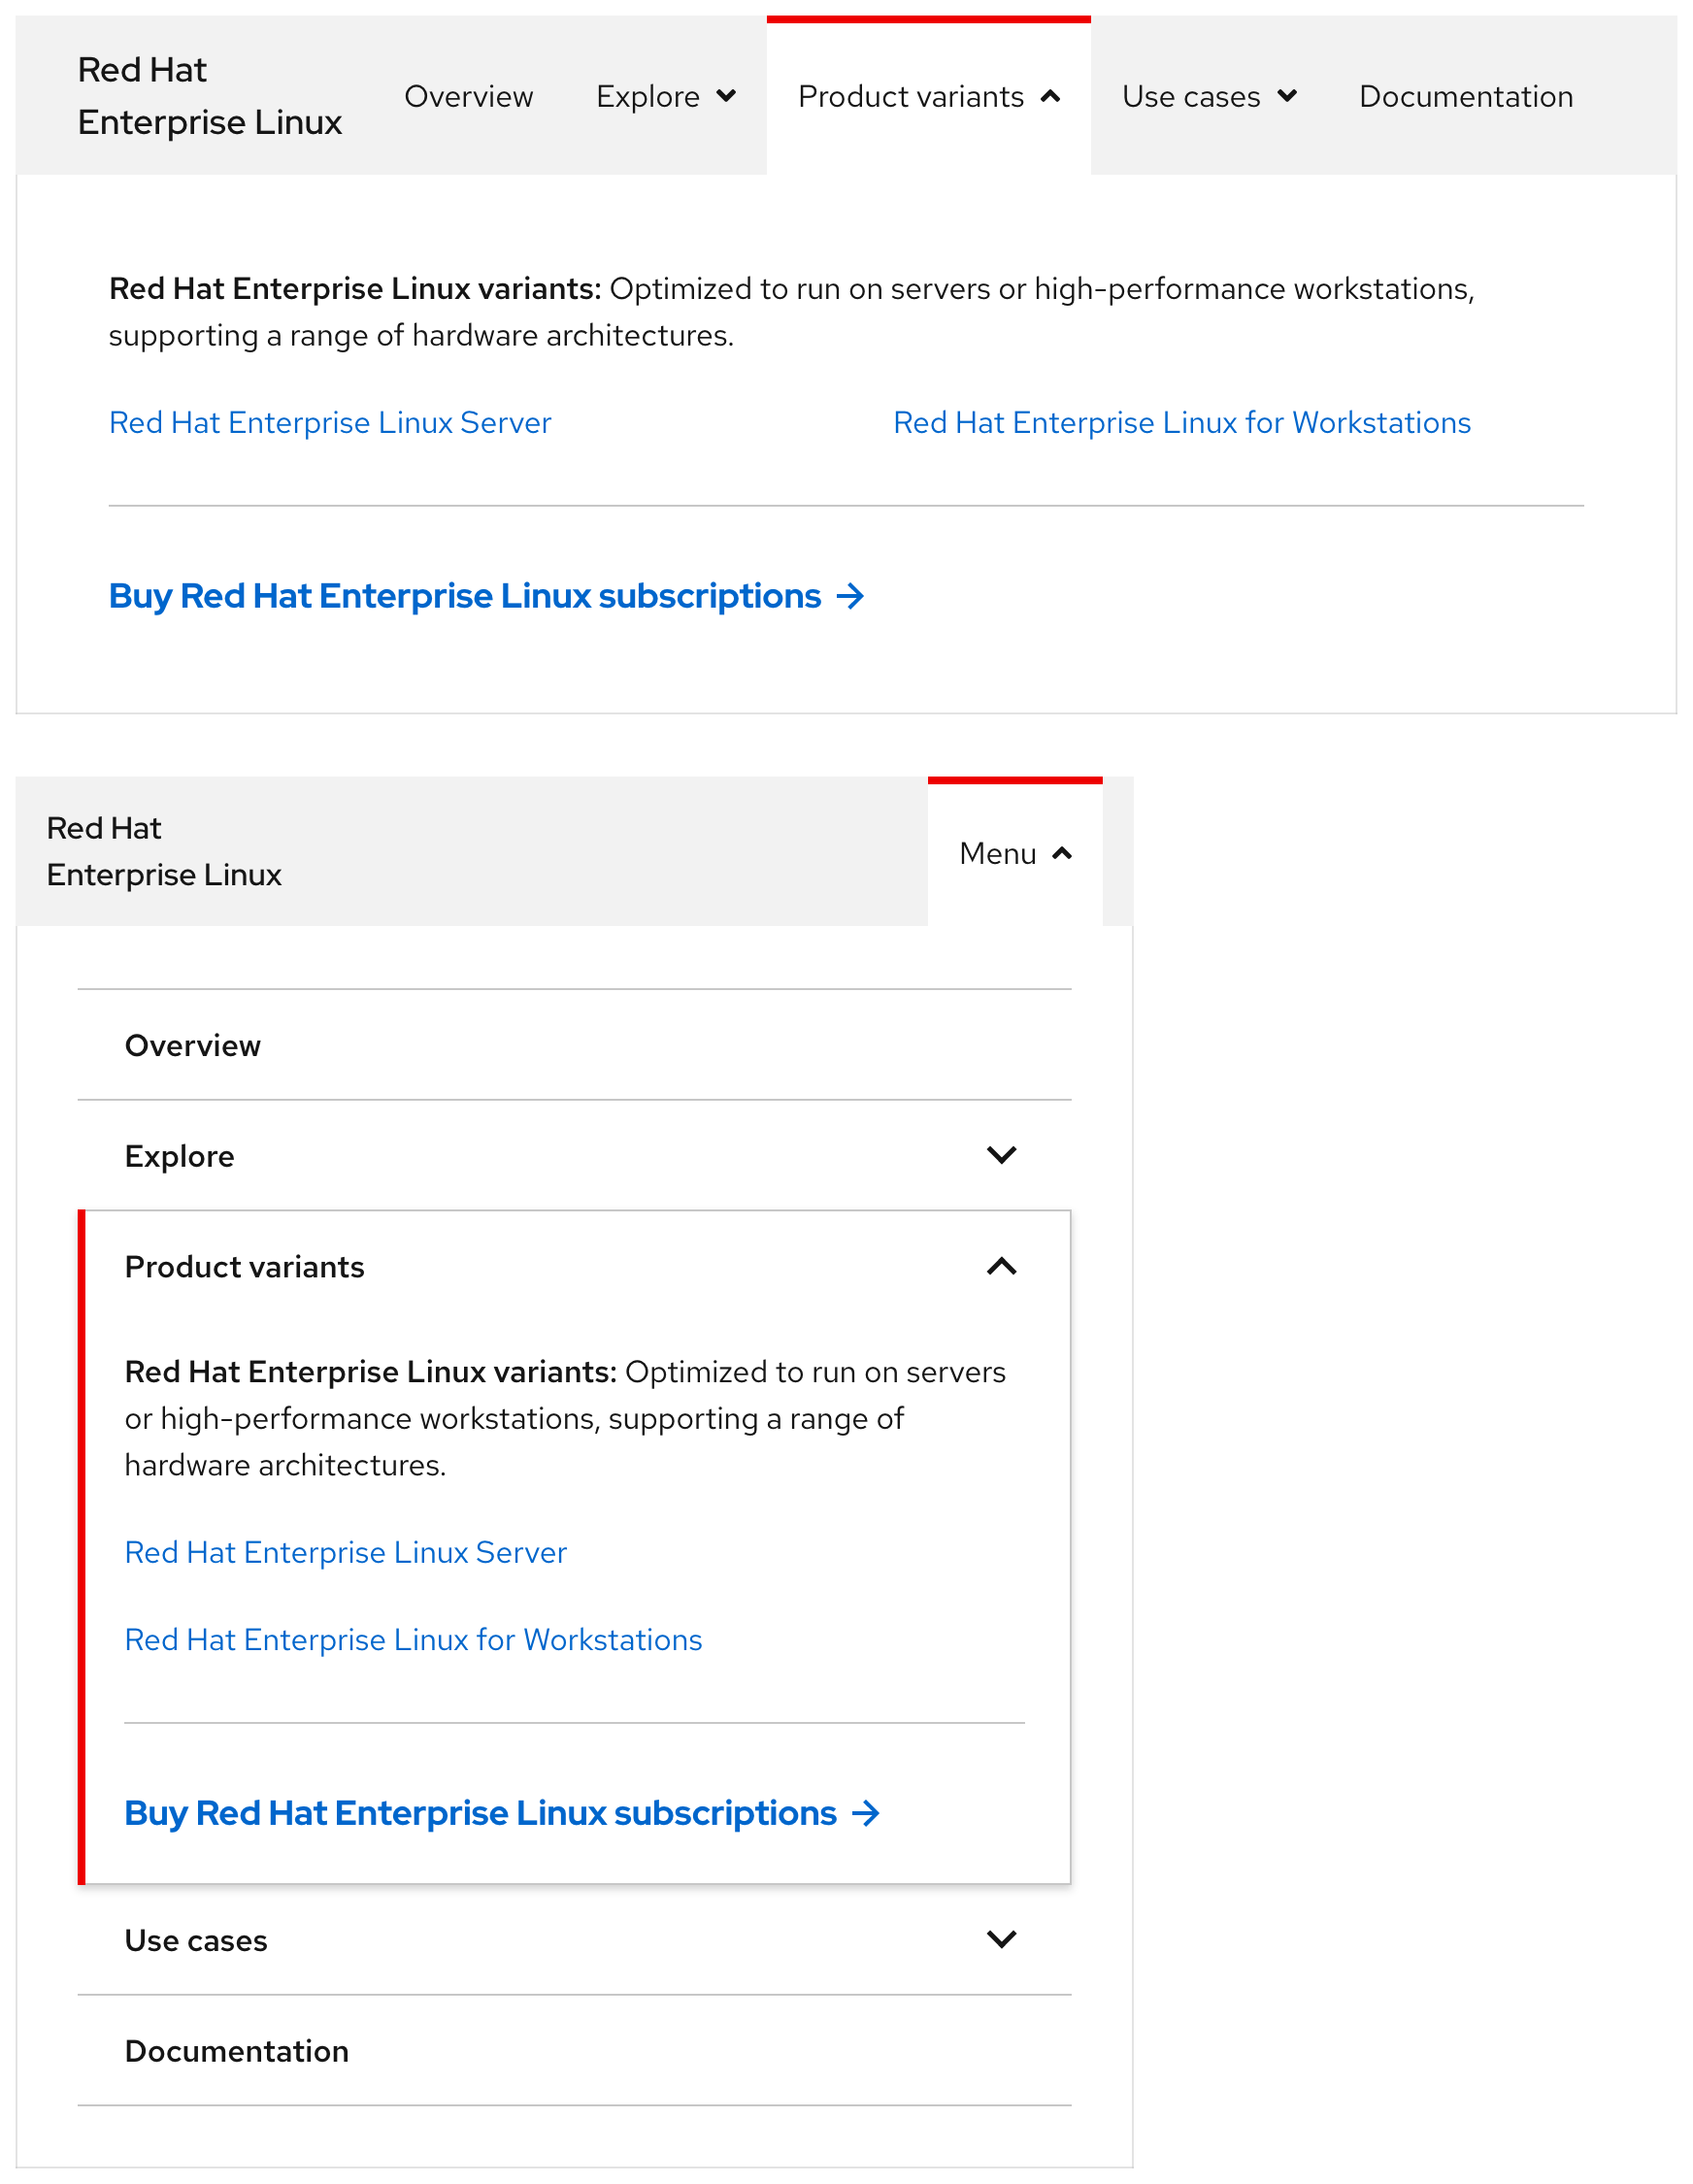 Red Hat
Enterprise Linux
Overview
Explore
Product variants
Use cases
Documentation
Red Hat Enterprise Linux variants: Optimized to run on servers or high-performance workstations,
supporting a range of hardware architectures.
Red Hat Enterprise Linux Server
Red Hat Enterprise Linux for Workstations
Buy Red Hat Enterprise Linux subscriptions →
Red Hat
Enterprise Linux
Menu
Overview
Explore
Product variants
Red Hat Enterprise Linux variants: Optimized to run on servers
or high-performance workstations, supporting a range of
hardware architectures.
Red Hat Enterprise Linux Server
Red Hat Enterprise Linux for Workstations
Buy Red Hat Enterprise Linux subscriptions →
Use cases
Documentation